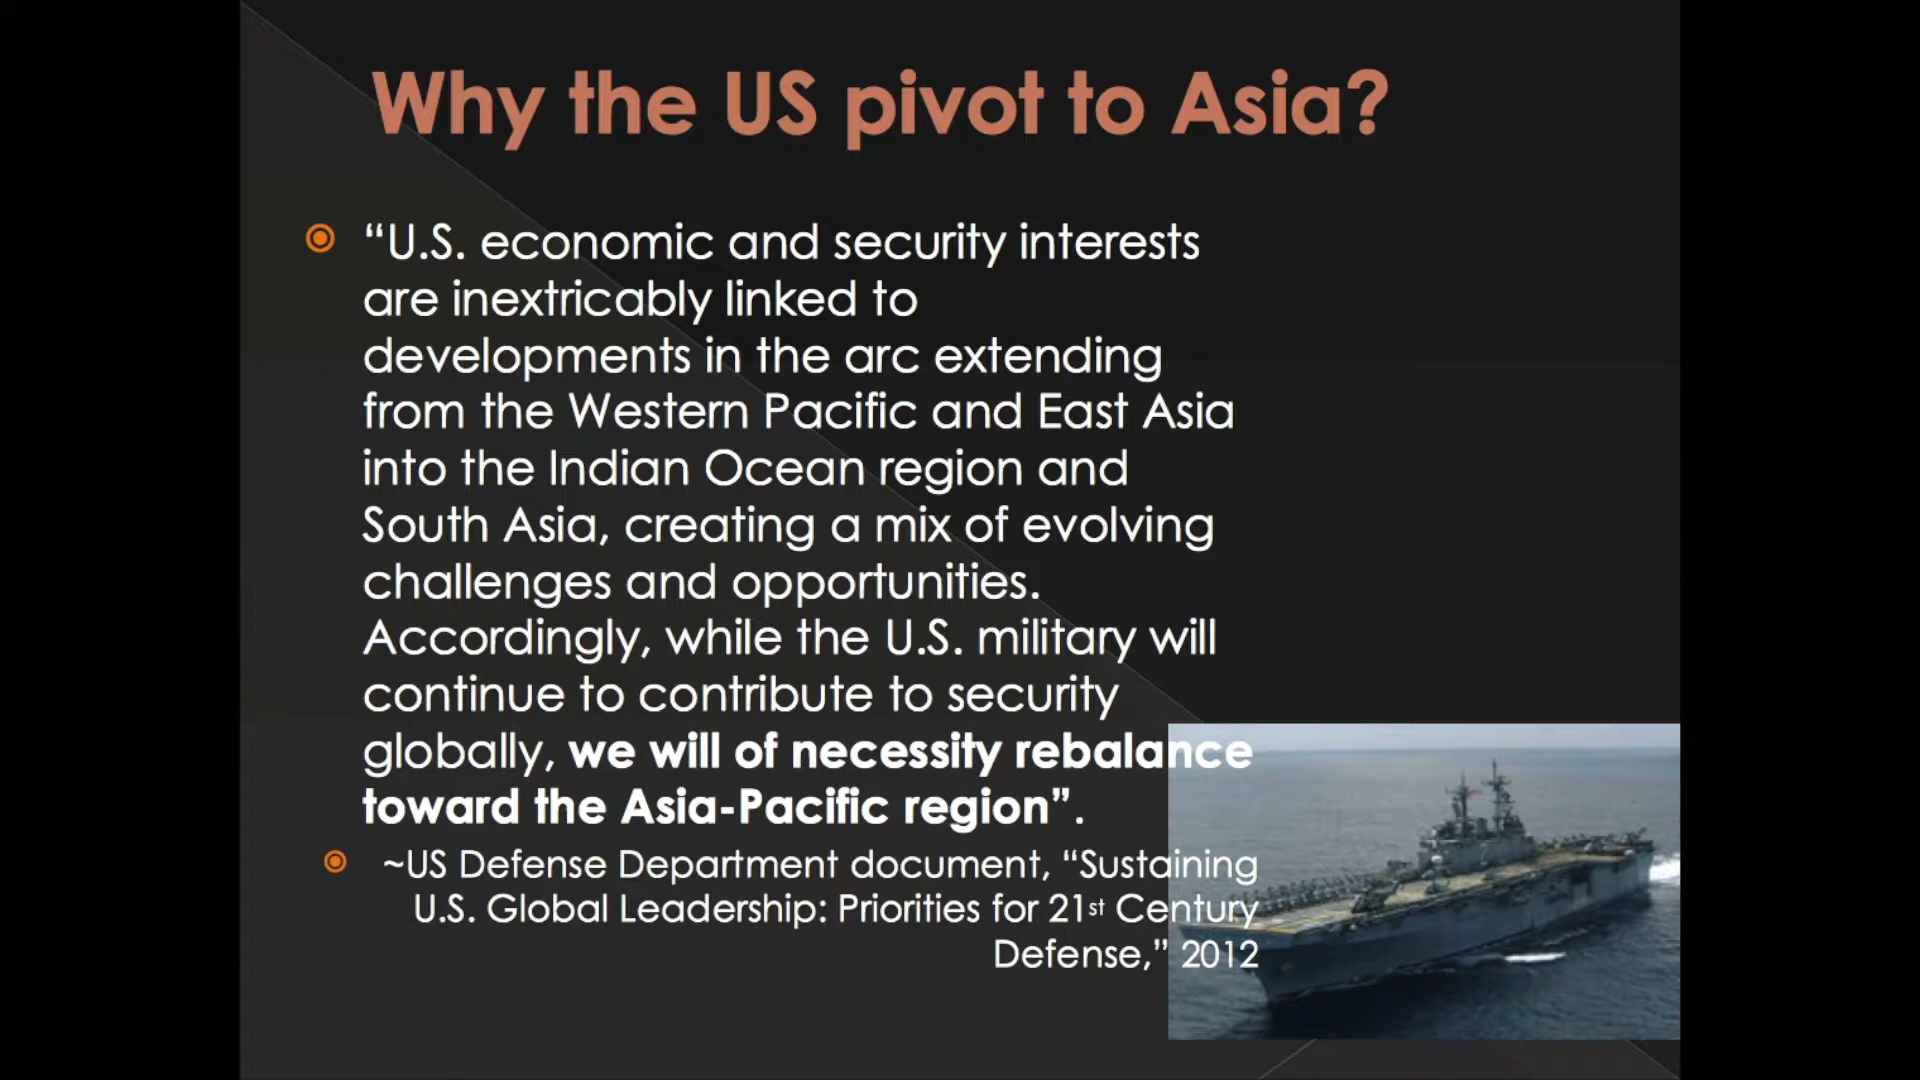 Why the US pivot to Asia?
“U.S. economic and security interests
are inextricably linked to
developments in the arc extending
from the Western Pacific and East Asia
into the Indian Ocean region and
South Asia, creating a mix of evolving
challenges and opportunities.
Accordingly, while the U.S. military will
continue to contribute to security
globally, we will of necessity rebalance
toward the Asia-Pacific region”.
~US Defense Department document, “Sustaining
U.S. Global Leadership: Priorities for 21st Century
Defense,” 2012